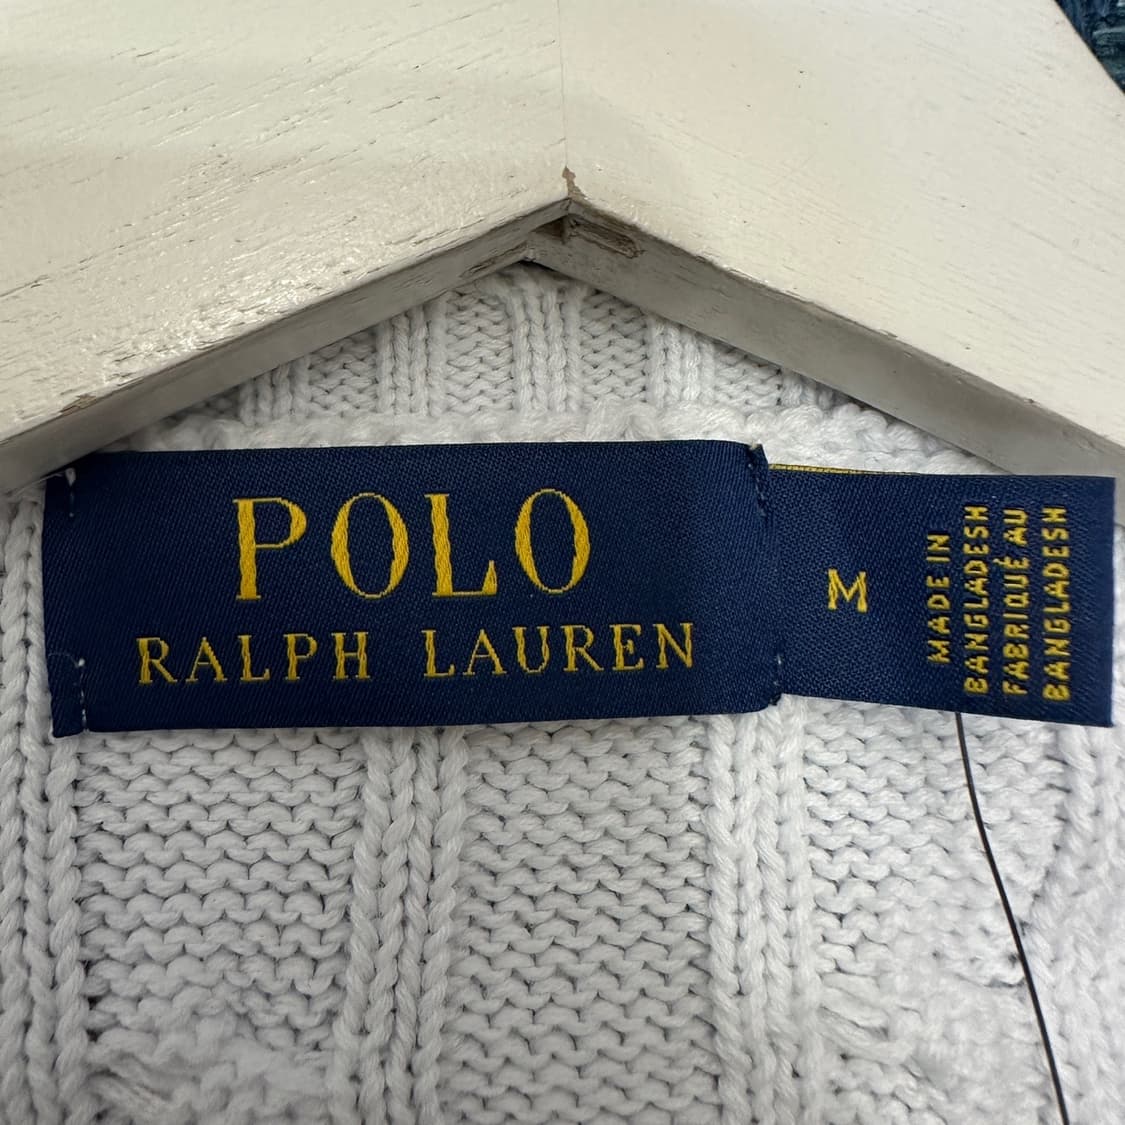 POLO
RALPH LAUREN
M
MADE IN
BANGLADESH
FABRIQUÉ AU
BANGLADESH